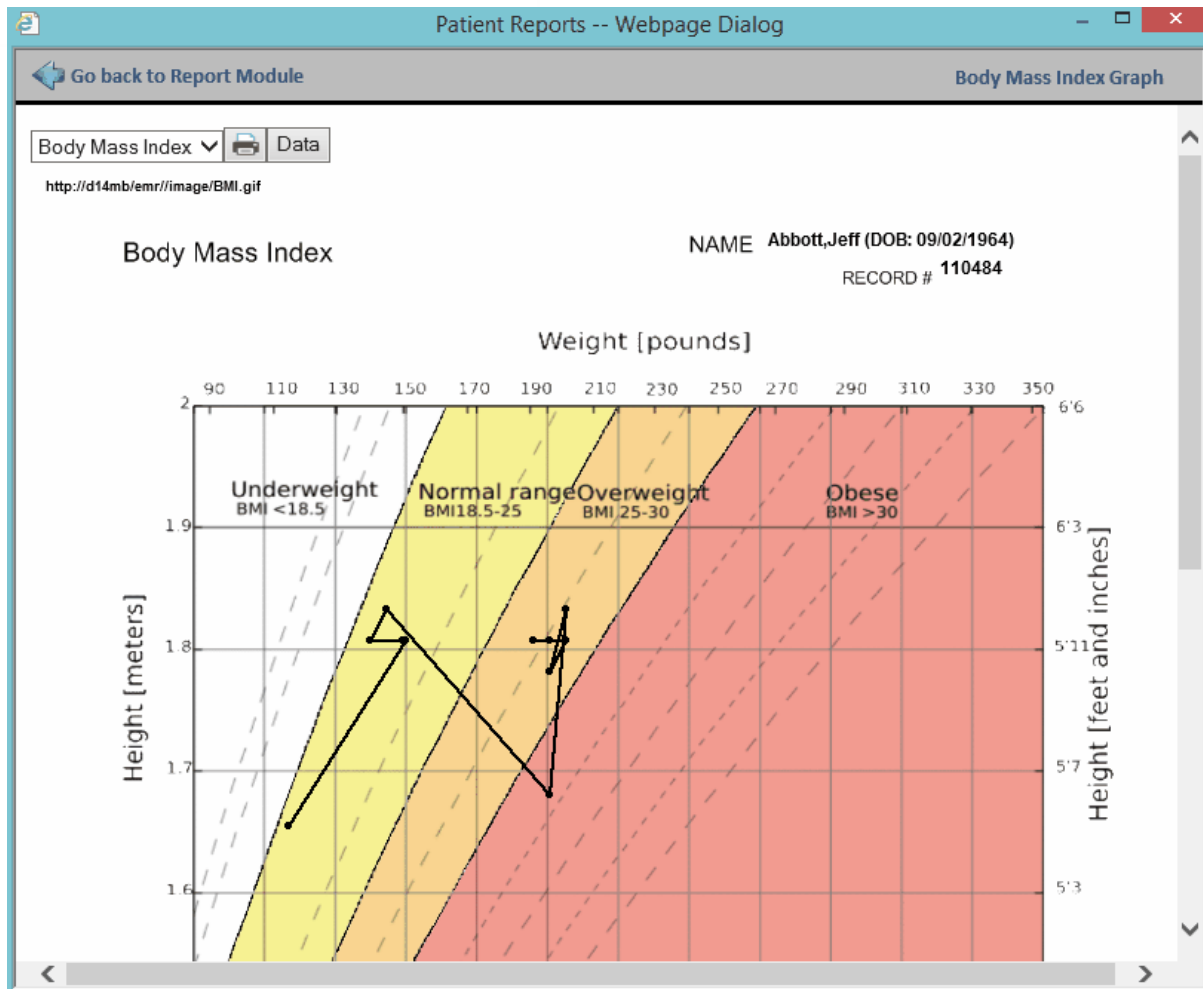 Patient Reports -- Webpage Dialog
Go back to Report Module
Body Mass Index Graph
Body Mass Index
Data
http://d14mb/emr//image/BMI.gif
Body Mass Index
NAME Abbott,Jeff (DOB: 09/02/1964)
RECORD # 110484
Weight [pounds]
90 110 130 150 170 190 210 230 250 270 290 310 330 350
2 6'6
Underweight Normal range Overweight Obese
BMI <18.5 BMI18.5-25 BMI 25-30 BMI >30
1.9 6'3
Height [meters]
1.8 5'11
Height [feet and inches]
1.7 5'7
1.6 5'3